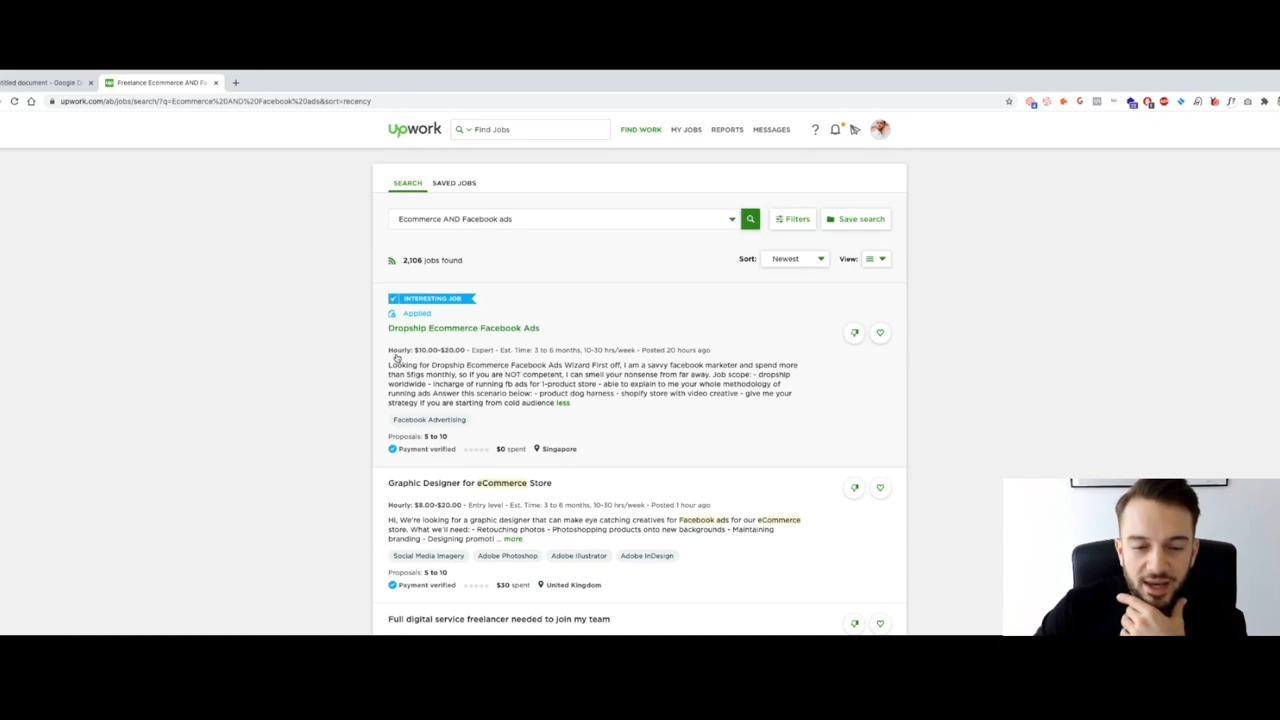 ntitled document - Google D
Freelance Ecommerce AND Fa
upwork.com/ab/jobs/search/?q=Ecommerce%20AND%20Facebook%20ads&sort=recency
upwork
Find Jobs
FIND WORK
MY JOBS
REPORTS
MESSAGES
?
SEARCH
SAVED JOBS
Ecommerce AND Facebook ads
Filters
Save search
2,106 jobs found
Sort:
Newest
View:
INTERESTING JOB
Applied
Dropship Ecommerce Facebook Ads
Hourly: $10.00-$20.00 - Expert - Est. Time: 3 to 6 months, 10-30 hrs/week - Posted 20 hours ago
Looking for Dropship Ecommerce Facebook Ads Wizard First off, I am a savvy facebook marketer and spend more
than 5figs monthly, so if you are NOT competent, I can smell your nonsense from far away. Job scope: - dropship
worldwide - incharge of running fb ads for 1-product store - able to explain to me your whole methodology of
running ads Answer this scenario below: - product dog harness - shopify store with video creative - give me your
strategy if you are starting from cold audience less
Facebook Advertising
Proposals: 5 to 10
Payment verified
$0 spent
Singapore
Graphic Designer for eCommerce Store
Hourly: $8.00-$20.00 - Entry level - Est. Time: 3 to 6 months, 10-30 hrs/week - Posted 1 hour ago
Hi, We're looking for a graphic designer that can make eye catching creatives for Facebook ads for our eCommerce
store. What we'll need: - Retouching photos - Photoshopping products onto new backgrounds - Maintaining
branding - Designing promoti ... more
Social Media Imagery
Adobe Photoshop
Adobe Illustrator
Adobe InDesign
Proposals: 5 to 10
Payment verified
$30 spent
United Kingdom
Full digital service freelancer needed to join my team